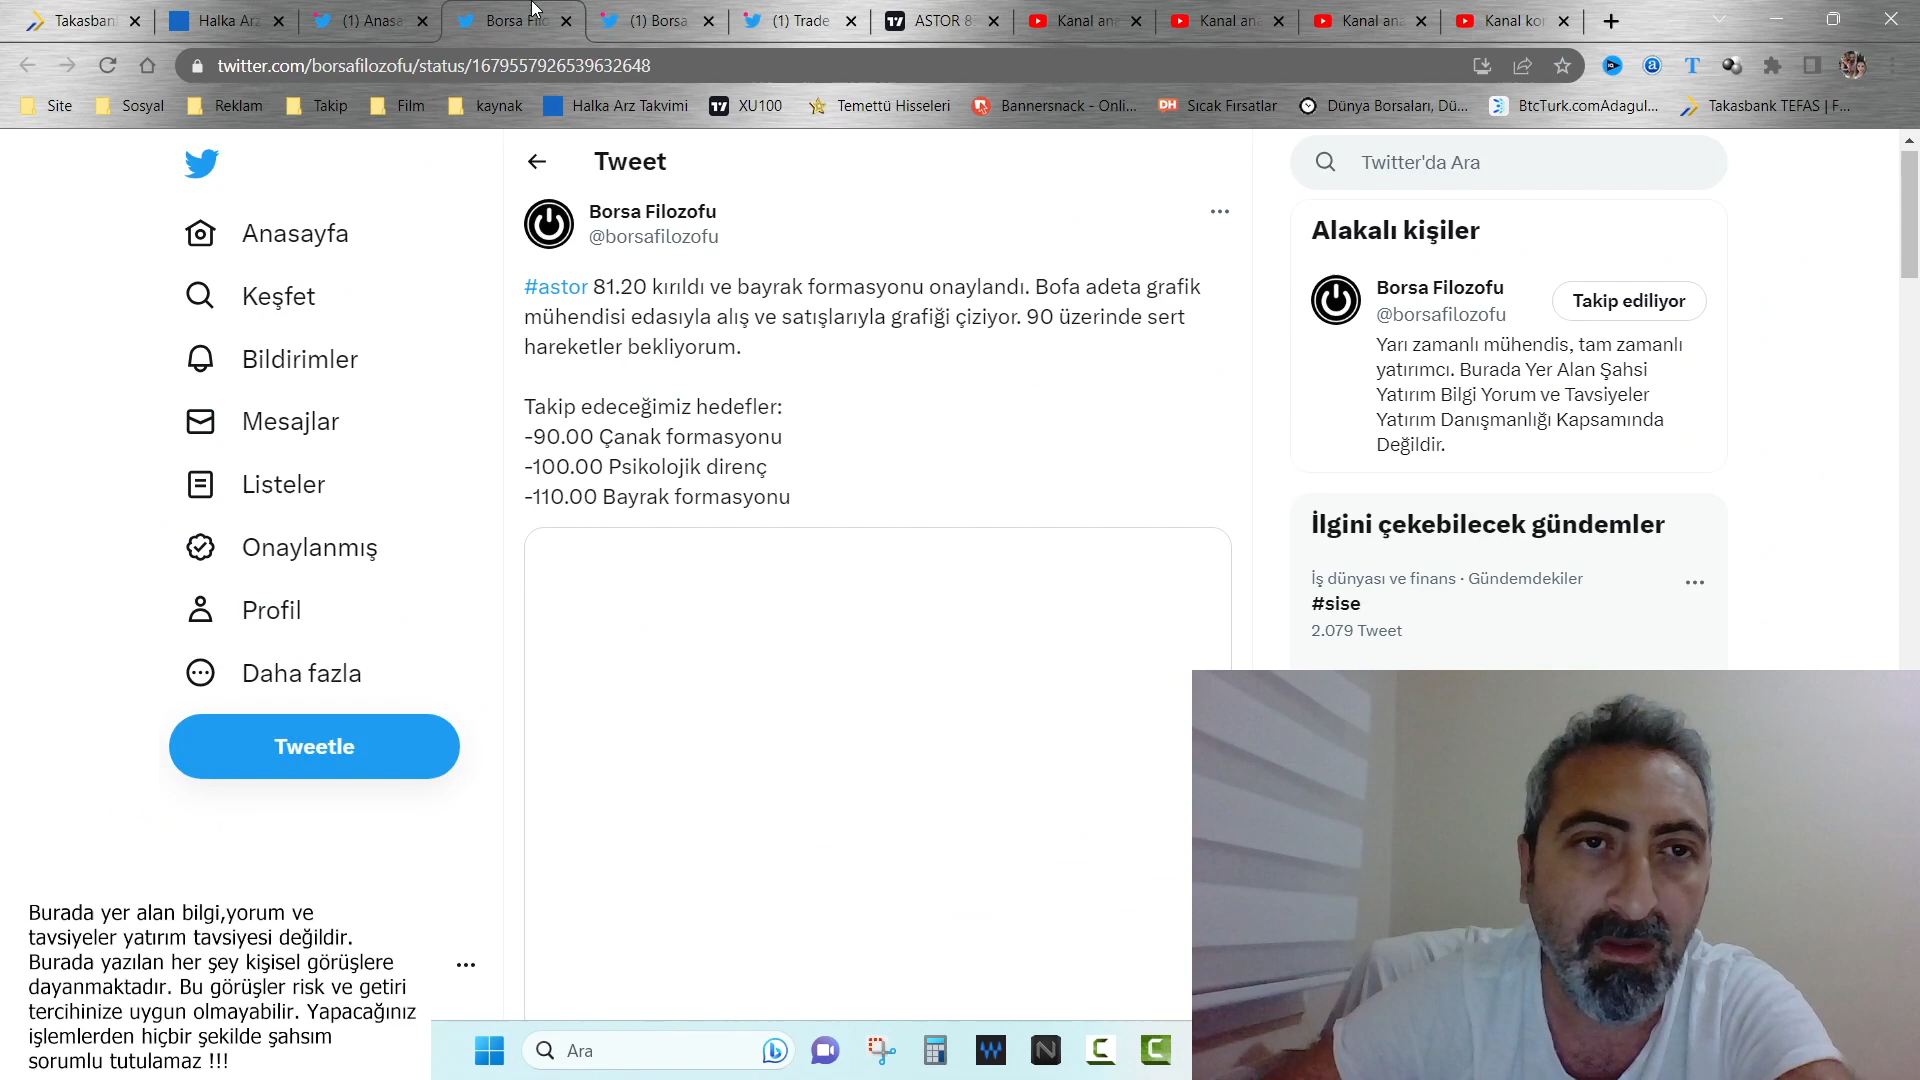 Takasban
Halka Arz
(1) Anasa
Borsa Filo
(1) Borsa
(1) Trade
ASTOR 8
Kanal an
Kanal an
Kanal ana
Kanal kon
twitter.com/borsafilozofu/status/1679557926539632648
Site
Sosyal
Reklam
Takip
Film
kaynak
Halka Arz Takvimi
XU100
Temettü Hisseleri
Bannersnack - Onli...
DH Sıcak Fırsatlar
Dünya Borsaları, Dü...
BtcTurk.comAdagul...
Takasbank TEFAS | F...
Anasayfa
Keşfet
Bildirimler
Mesajlar
Listeler
Onaylanmış
Profil
Daha fazla
Tweetle
Tweet
Borsa Filozofu
@borsafilozofu
#astor 81.20 kırıldı ve bayrak formasyonu onaylandı. Bofa adeta grafik
mühendisi edasıyla alış ve satışlarıyla grafiği çiziyor. 90 üzerinde sert
hareketler bekliyorum.
Takip edeceğimiz hedefler:
-90.00 Çanak formasyonu
-100.00 Psikolojik direnç
-110.00 Bayrak formasyonu
Twitter'da Ara
Alakalı kişiler
Borsa Filozofu
@borsafilozofu
Takip ediliyor
Yarı zamanlı mühendis, tam zamanlı
yatırımcı. Burada Yer Alan Şahsi
Yatırım Bilgi Yorum ve Tavsiyeler
Yatırım Danışmanlığı Kapsamında
Değildir.
İlgini çekebilecek gündemler
İş dünyası ve finans · Gündemdekiler
#sise
2.079 Tweet
Burada yer alan bilgi,yorum ve
tavsiyeler yatırım tavsiyesi değildir.
Burada yazılan her şey kişisel görüşlere
dayanmaktadır. Bu görüşler risk ve getiri
tercihinize uygun olmayabilir. Yapacağınız
işlemlerden hiçbir şekilde şahsım
sorumlu tutulamaz !!!
Ara